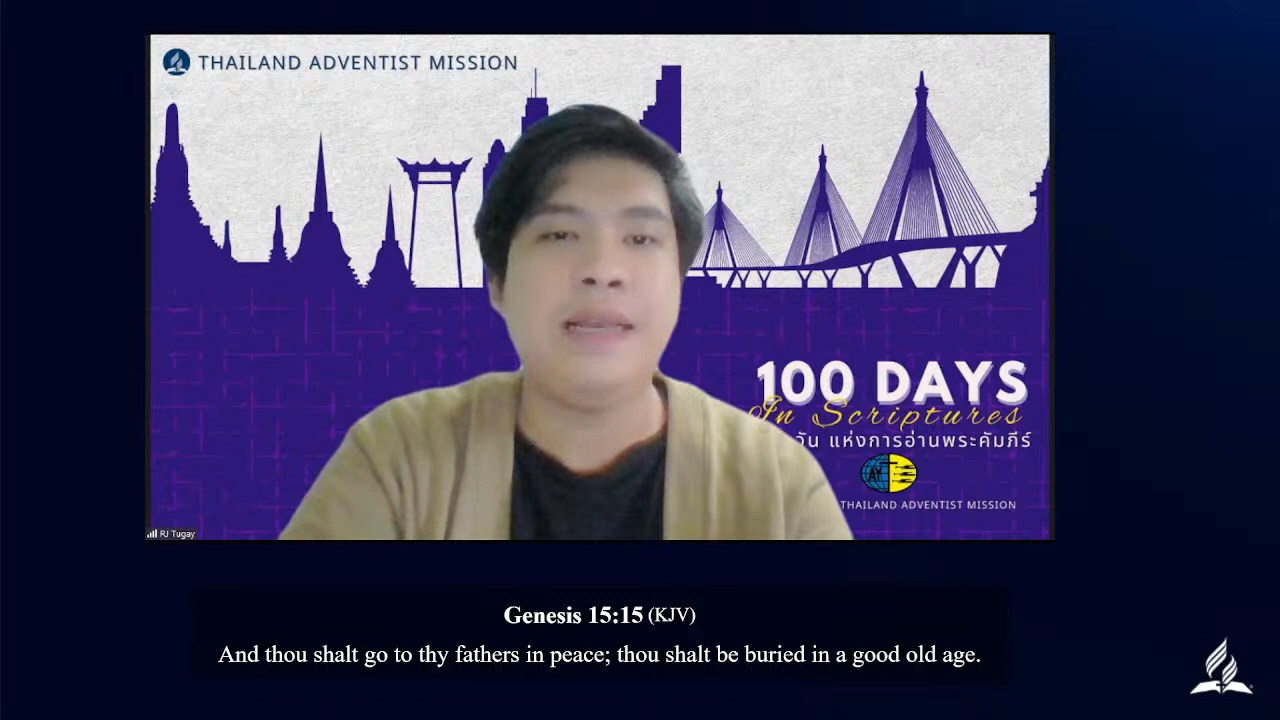 THAILAND ADVENTIST MISSION
100 DAYS
In Scriptures
วัน แห่งการอ่านพระคัมภีร์
AY
THAILAND ADVENTIST MISSION
RJ Tugay
Genesis 15:15 (KJV)
And thou shalt go to thy fathers in peace; thou shalt be buried in a good old age.